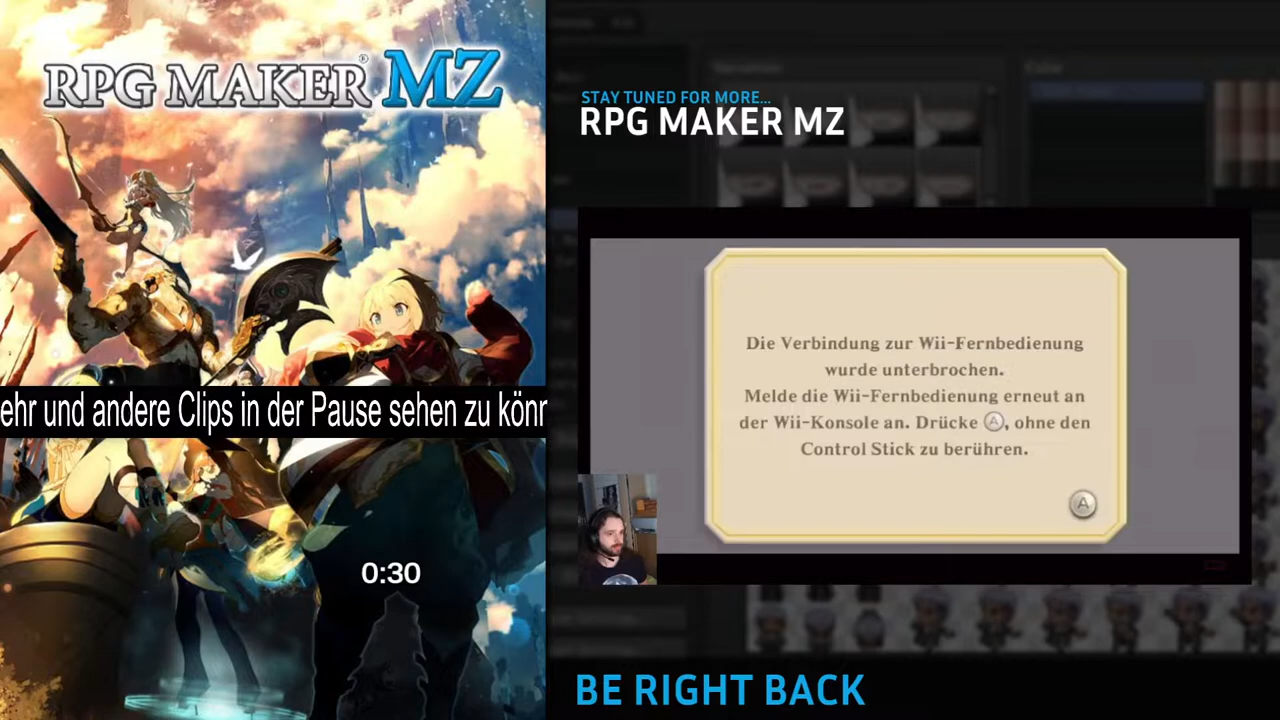 RPG MAKER® MZ
ehr und andere Clips in der Pause sehen zu könn
0:30
STAY TUNED FOR MORE...
RPG MAKER MZ
Die Verbindung zur Wii-Fernbedienung
wurde unterbrochen.
Melde die Wii-Fernbedienung erneut an
der Wii-Konsole an. Drücke A, ohne den
Control Stick zu berühren.
A
BE RIGHT BACK